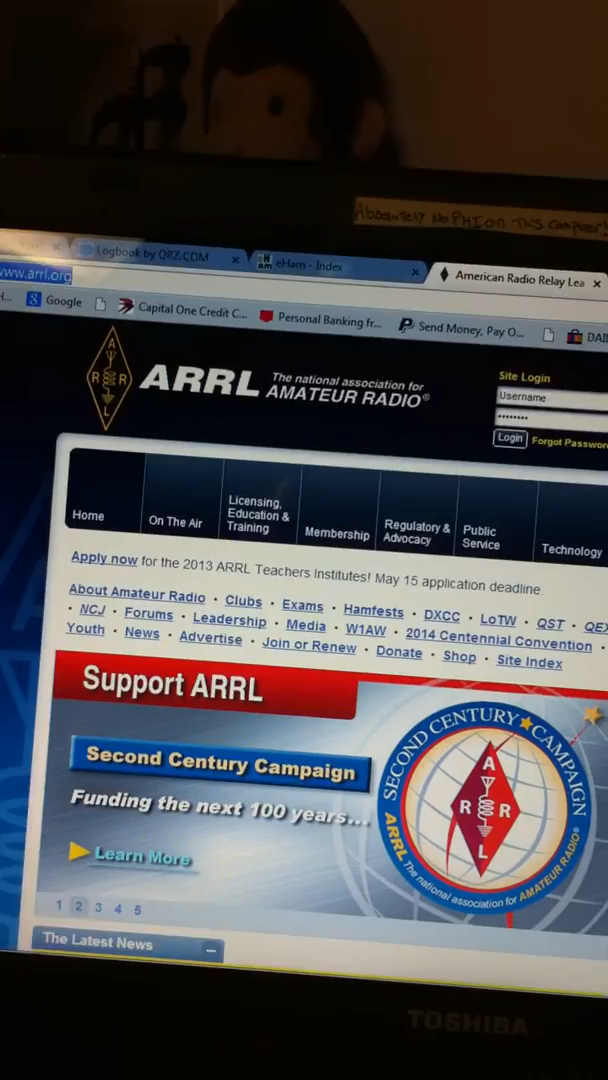 Absolutely No PHI on This Computer
Logbook by QRZ.COM
eHam - Index
American Radio Relay Lea
www.arrl.org
Google
Capital One Credit C...
Personal Banking fr...
Send Money, Pay O...
DAI
ARRL
The national association for
AMATEUR RADIO®
Site Login
Username
Login
Forgot Passwor
Home
On The Air
Licensing,
Education &
Training
Membership
Regulatory &
Advocacy
Public
Service
Technology
Apply now for the 2013 ARRL Teachers Institutes! May 15 application deadline.
About Amateur Radio · Clubs · Exams · Hamfests · DXCC · LoTW · QST · QEX
· NCJ · Forums · Leadership · Media · W1AW · 2014 Centennial Convention ·
Youth · News · Advertise · Join or Renew · Donate · Shop · Site Index
Support ARRL
Second Century Campaign
Funding the next 100 years...
Learn More
SECOND CENTURY CAMPAIGN
A
R R
L
ARRL The national association for AMATEUR RADIO®
1 2 3 4 5
The Latest News
TOSHIBA